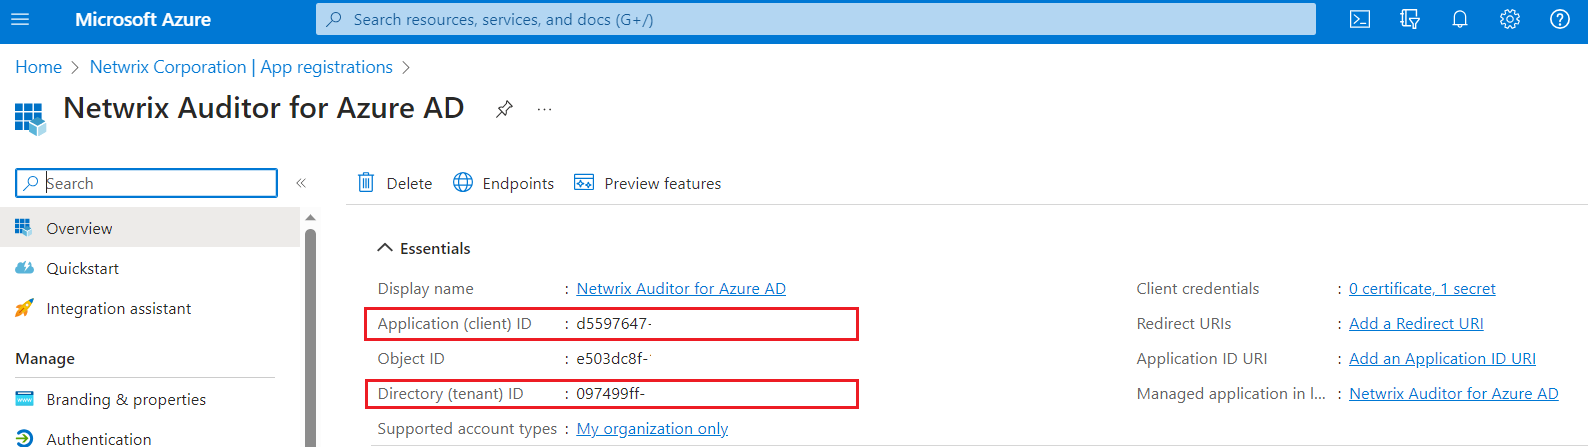 Microsoft Azure
Search resources, services, and docs (G+/)
Home > Netwrix Corporation | App registrations >
Netwrix Auditor for Azure AD
...
Search
«
Delete
Endpoints
Preview features
Overview
Quickstart
Integration assistant
Manage
Branding & properties
Authentication
Essentials
Display name : Netwrix Auditor for Azure AD
Application (client) ID : d5597647-
Object ID : e503dc8f-
Directory (tenant) ID : 097499ff-
Supported account types : My organization only
Client credentials : 0 certificate, 1 secret
Redirect URIs : Add a Redirect URI
Application ID URI : Add an Application ID URI
Managed application in l... : Netwrix Auditor for Azure AD